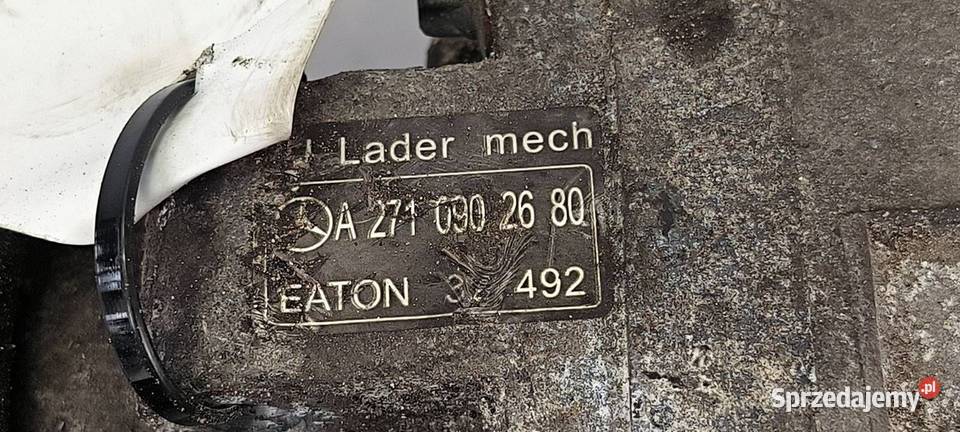 Lader mech
A 271 090 26 80
EATON 492
Sprzedajemy.pl